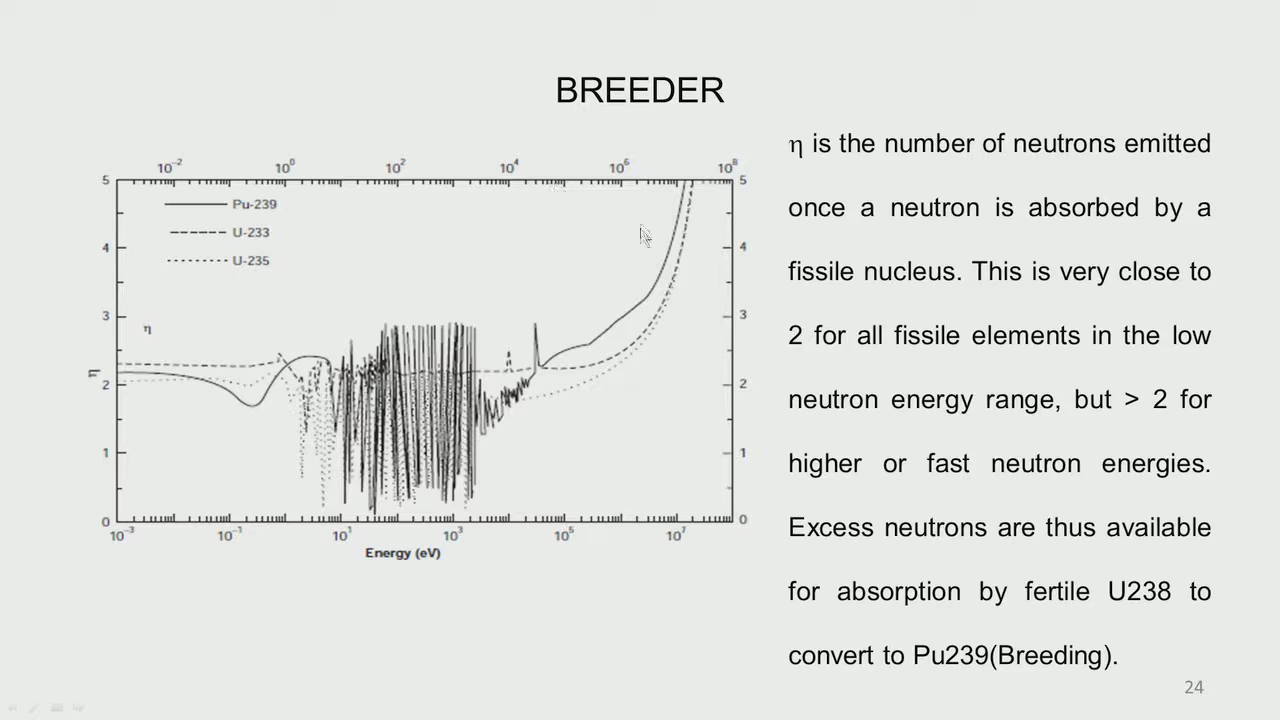 BREEDER
η is the number of neutrons emitted
once a neutron is absorbed by a
fissile nucleus. This is very close to
2 for all fissile elements in the low
neutron energy range, but > 2 for
higher or fast neutron energies.
Excess neutrons are thus available
for absorption by fertile U238 to
convert to Pu239(Breeding).
10⁻² 10⁰ 10² 10⁴ 10⁶ 10⁸
5 5
Pu-239
U-233
4 4
U-235
3 3
η
η
2 2
1 1
0 0
10⁻³ 10⁻¹ 10¹ 10³ 10⁵ 10⁷
Energy (eV)
24